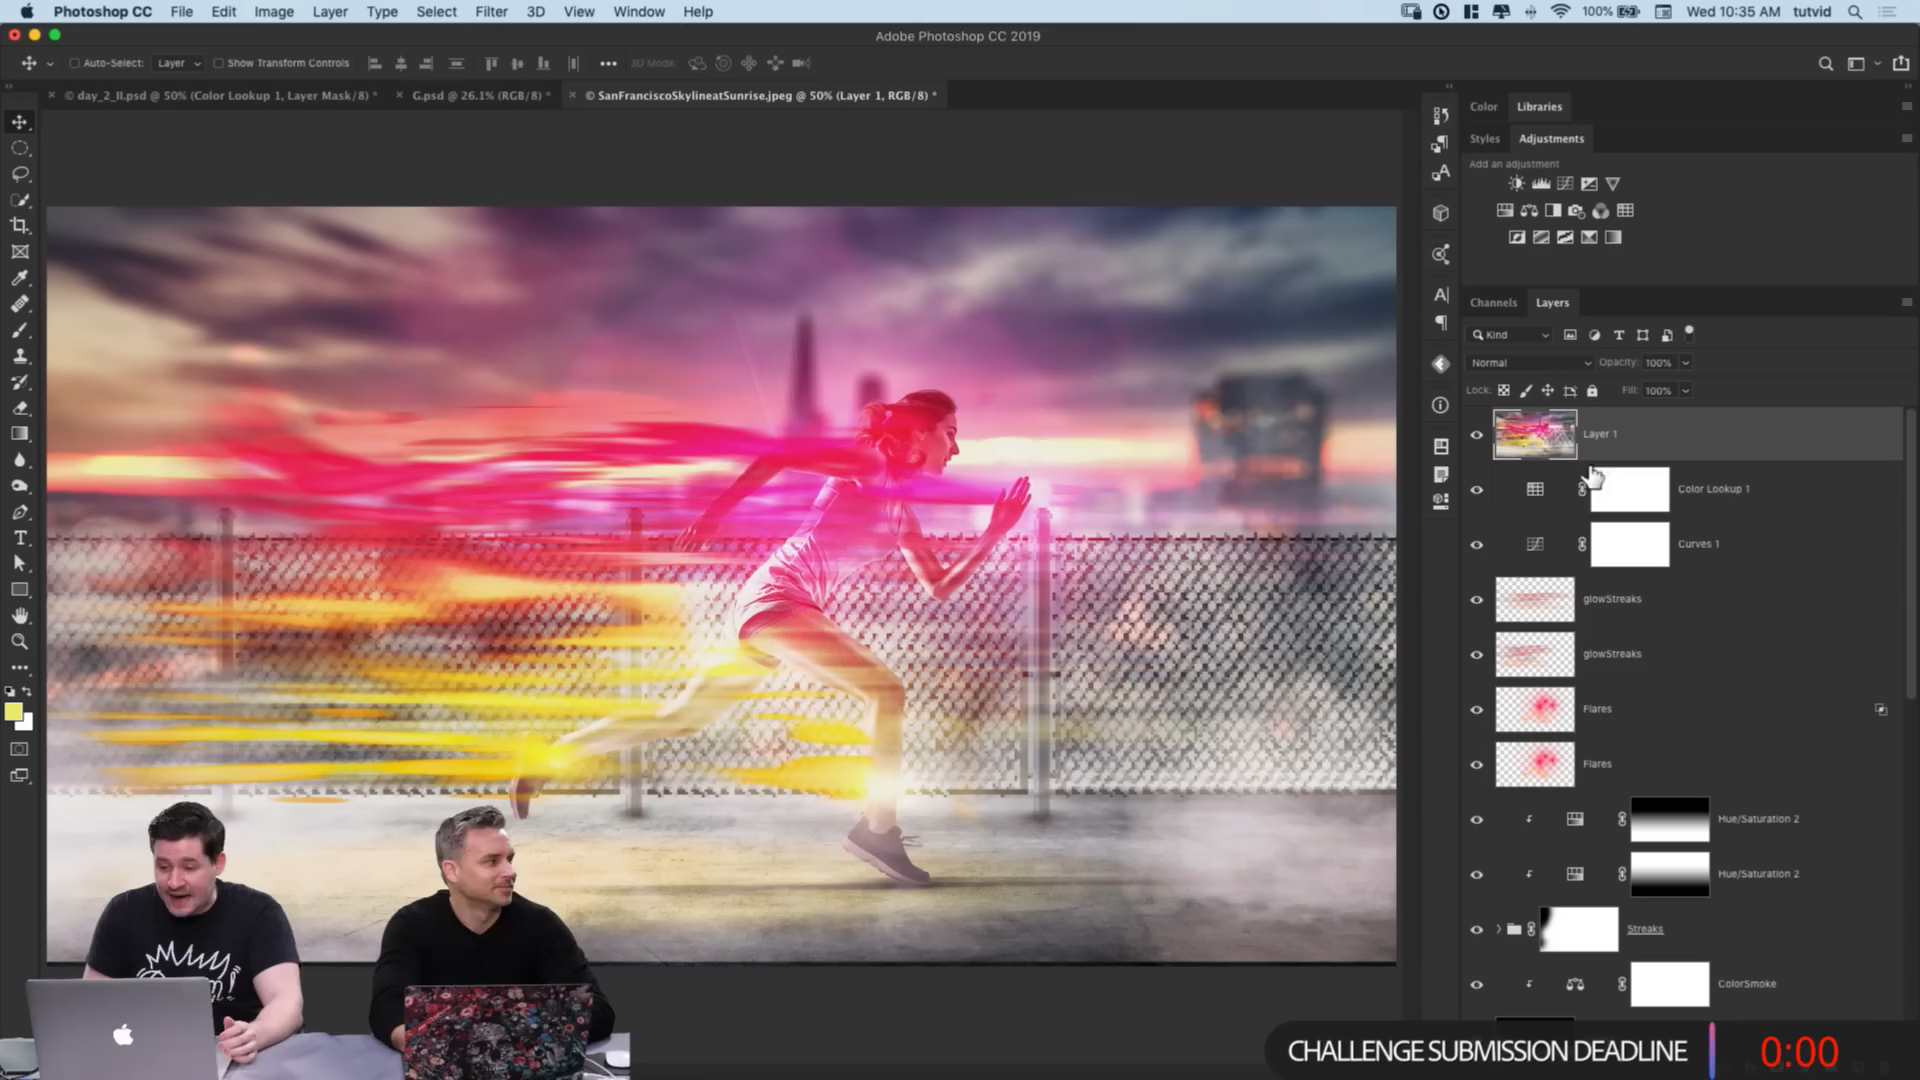 Photoshop CC File Edit Image Layer Type Select Filter 3D View Window Help 100% Wed 10:35 AM tutvid
Adobe Photoshop CC 2019
Auto-Select: Layer Show Transform Controls 3D Mode:
× © day_2_II.psd @ 50% (Color Lookup 1, Layer Mask/8) * × G.psd @ 26.1% (RGB/8) * × © SanFranciscoSkylineatSunrise.jpeg @ 50% (Layer 1, RGB/8) *
Color Libraries
Styles Adjustments
Add an adjustment
Channels Layers
Kind
Normal Opacity: 100%
Lock: Fill: 100%
Layer 1
Color Lookup 1
Curves 1
glowStreaks
glowStreaks
Flares
Flares
Hue/Saturation 2
Hue/Saturation 2
Streaks
ColorSmoke
CHALLENGE SUBMISSION DEADLINE 0:00